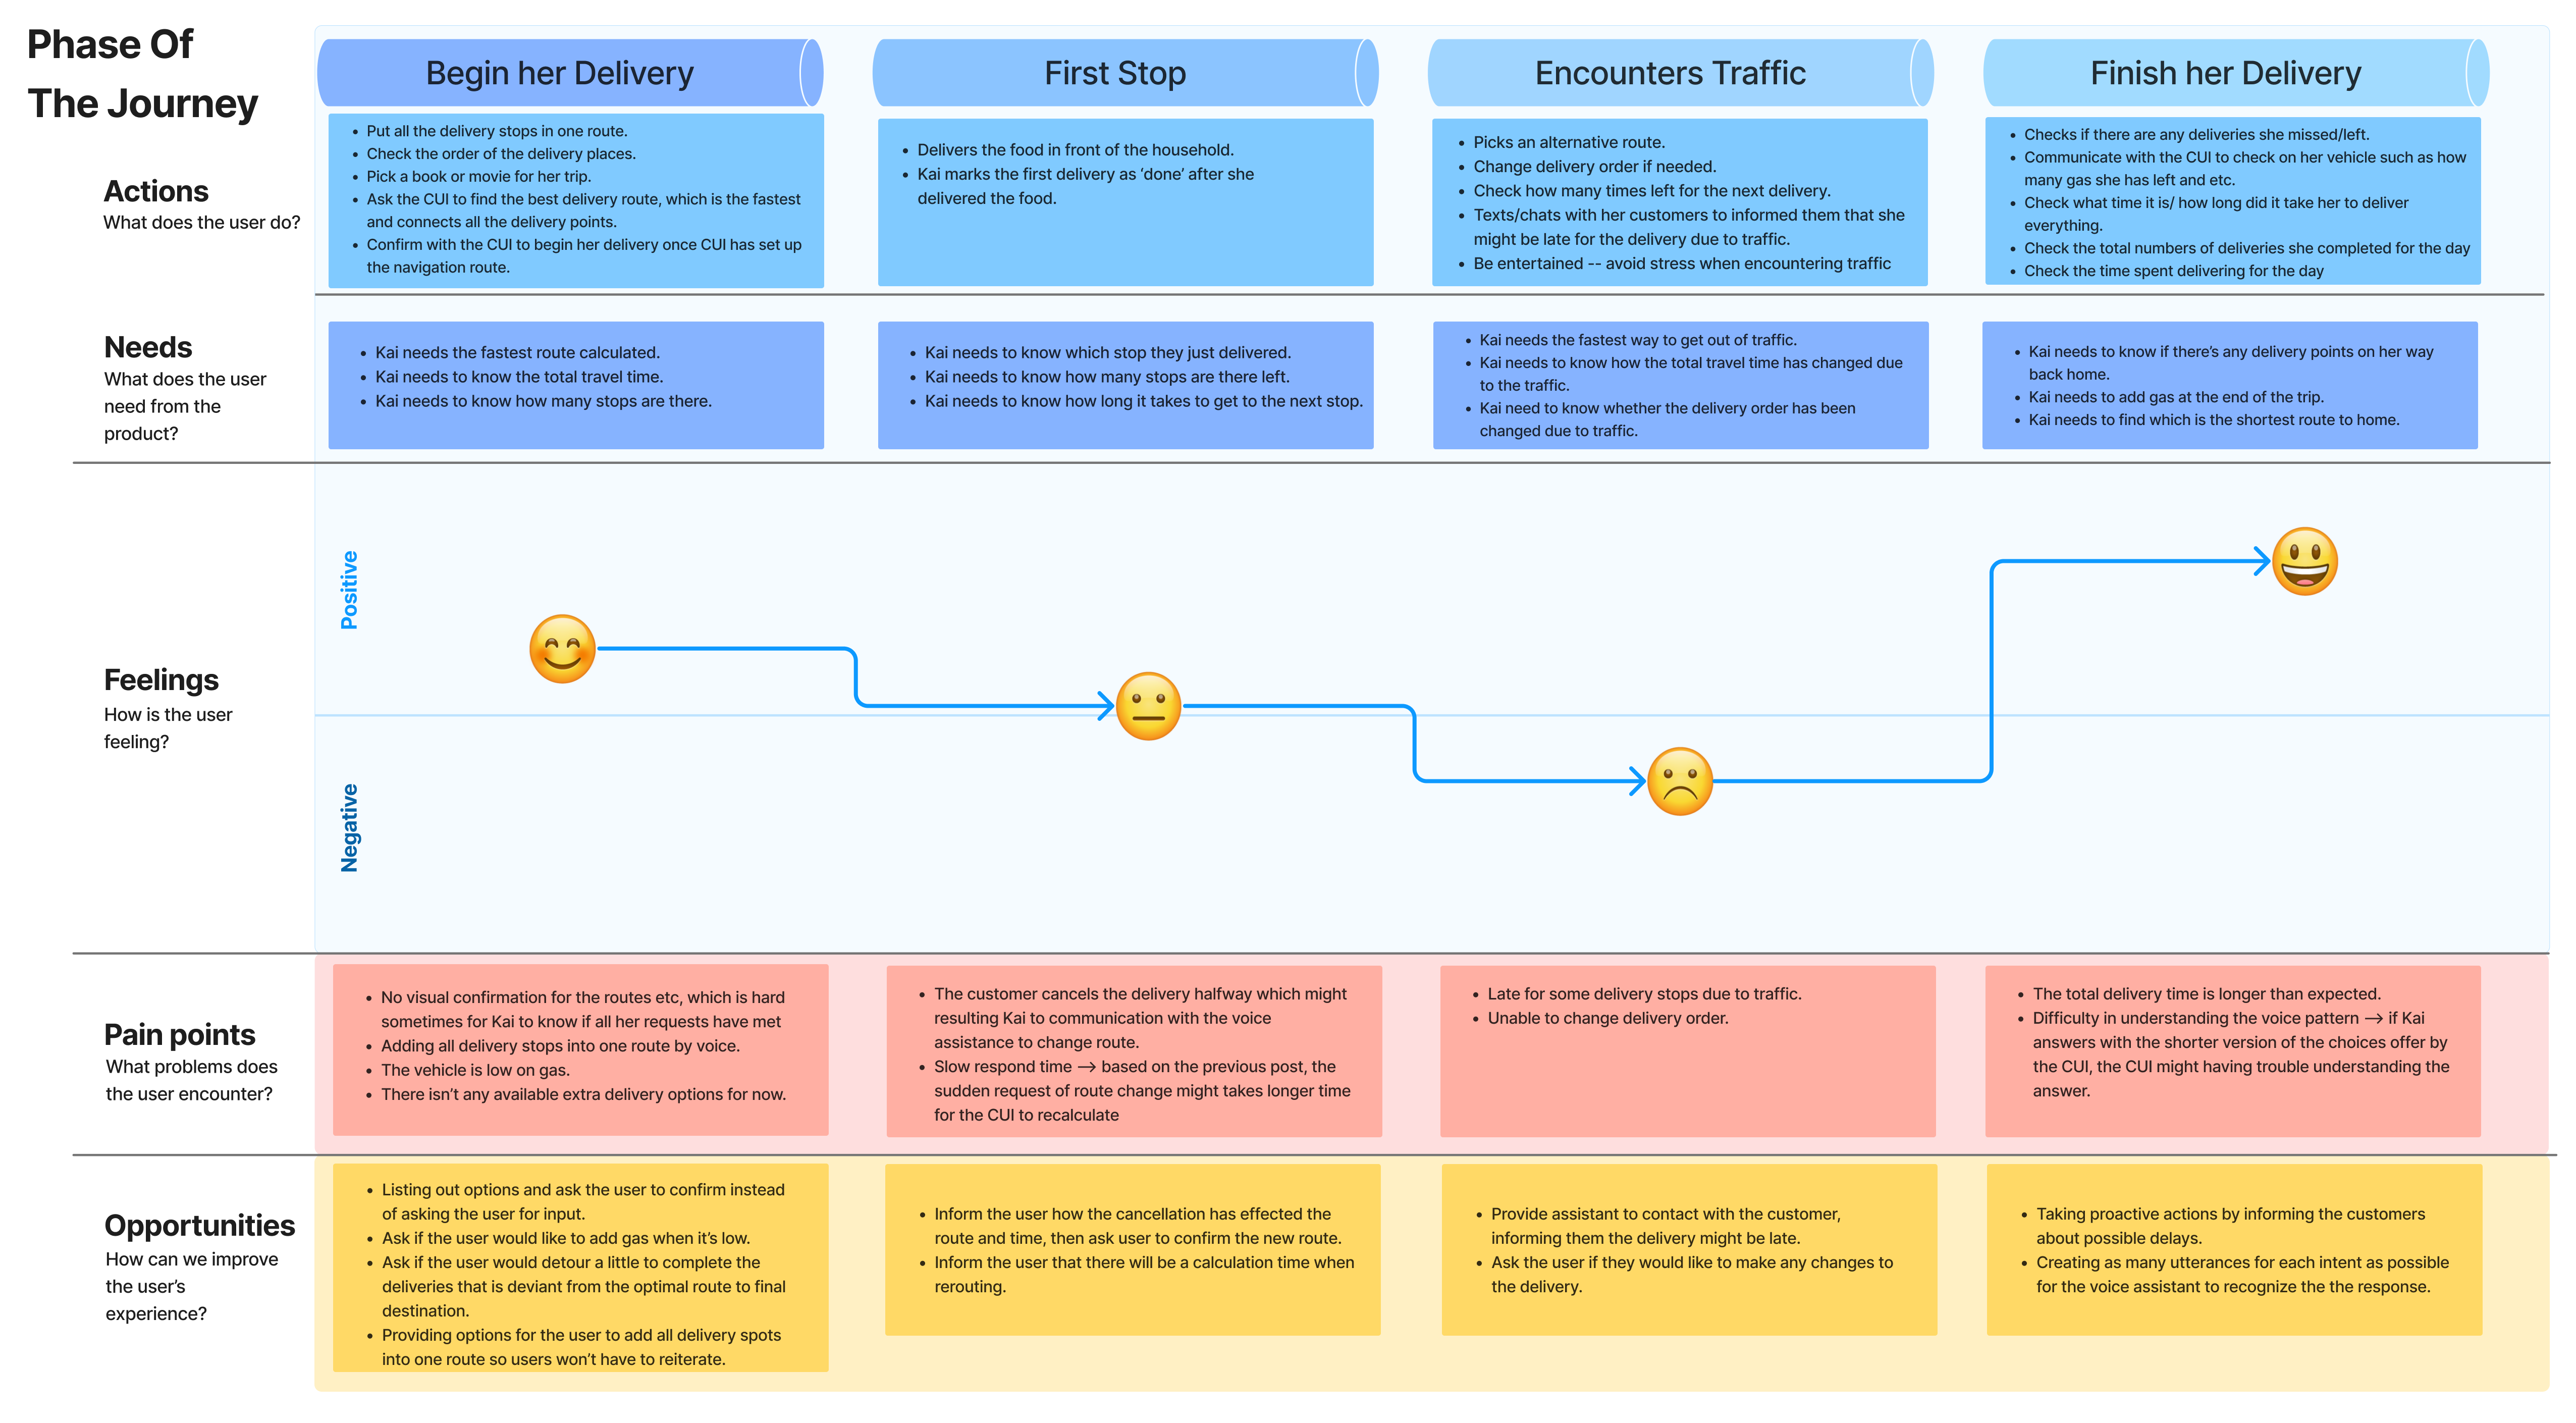 Phase Of
The Journey
Begin her Delivery
First Stop
Encounters Traffic
Finish her Delivery
Actions
What does the user do?
• Put all the delivery stops in one route.
• Check the order of the delivery places.
• Pick a book or movie for her trip.
• Ask the CUI to find the best delivery route, which is the fastest
and connects all the delivery points.
• Confirm with the CUI to begin her delivery once CUI has set up
the navigation route.
• Delivers the food in front of the household.
• Kai marks the first delivery as ‘done’ after she
delivered the food.
• Picks an alternative route.
• Change delivery order if needed.
• Check how many times left for the next delivery.
• Texts/chats with her customers to informed them that she
might be late for the delivery due to traffic.
• Be entertained -- avoid stress when encountering traffic
• Checks if there are any deliveries she missed/left.
• Communicate with the CUI to check on her vehicle such as how
many gas she has left and etc.
• Check what time it is/ how long did it take her to deliver
everything.
• Check the total numbers of deliveries she completed for the day
• Check the time spent delivering for the day
Needs
What does the user
need from the
product?
• Kai needs the fastest route calculated.
• Kai needs to know the total travel time.
• Kai needs to know how many stops are there.
• Kai needs to know which stop they just delivered.
• Kai needs to know how many stops are there left.
• Kai needs to know how long it takes to get to the next stop.
• Kai needs the fastest way to get out of traffic.
• Kai needs to know how the total travel time has changed due
to the traffic.
• Kai need to know whether the delivery order has been
changed due to traffic.
• Kai needs to know if there’s any delivery points on her way
back home.
• Kai needs to add gas at the end of the trip.
• Kai needs to find which is the shortest route to home.
Feelings
How is the user
feeling?
Positive
Negative
Pain points
What problems does
the user encounter?
• No visual confirmation for the routes etc, which is hard
sometimes for Kai to know if all her requests have met
• Adding all delivery stops into one route by voice.
• The vehicle is low on gas.
• There isn’t any available extra delivery options for now.
• The customer cancels the delivery halfway which might
resulting Kai to communication with the voice
assistance to change route.
• Slow respond time → based on the previous post, the
sudden request of route change might takes longer time
for the CUI to recalculate
• Late for some delivery stops due to traffic.
• Unable to change delivery order.
• The total delivery time is longer than expected.
• Difficulty in understanding the voice pattern → if Kai
answers with the shorter version of the choices offer by
the CUI, the CUI might having trouble understanding the
answer.
Opportunities
How can we improve
the user’s
experience?
• Listing out options and ask the user to confirm instead
of asking the user for input.
• Ask if the user would like to add gas when it’s low.
• Ask if the user would detour a little to complete the
deliveries that is deviant from the optimal route to final
destination.
• Providing options for the user to add all delivery spots
into one route so users won’t have to reiterate.
• Inform the user how the cancellation has effected the
route and time, then ask user to confirm the new route.
• Inform the user that there will be a calculation time when
rerouting.
• Provide assistant to contact with the customer,
informing them the delivery might be late.
• Ask the user if they would like to make any changes to
the delivery.
• Taking proactive actions by informing the customers
about possible delays.
• Creating as many utterances for each intent as possible
for the voice assistant to recognize the the response.